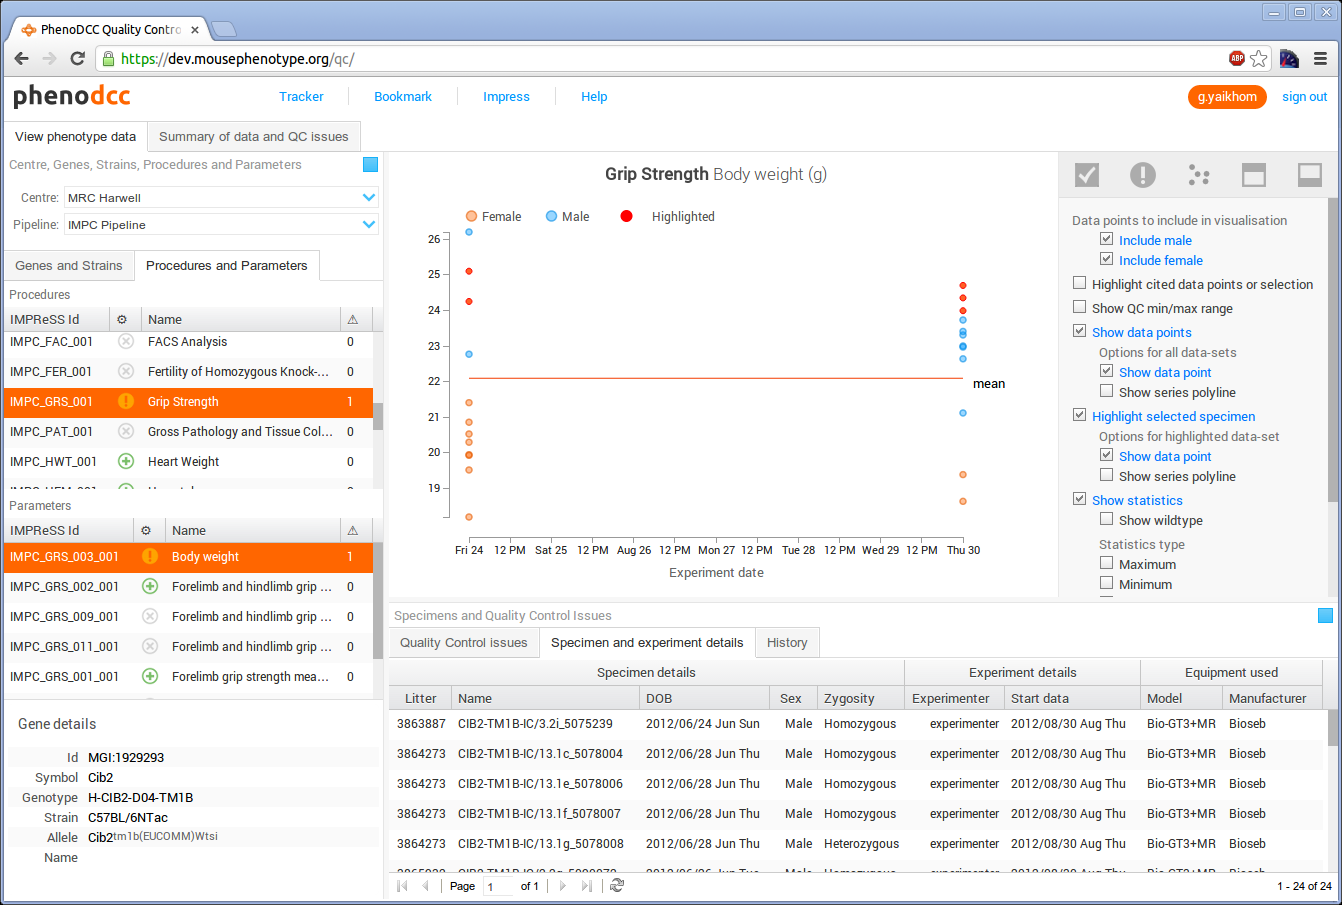 PhenoDCC Quality Contro
https://dev.mousephenotype.org/qc/
ABP
phenodcc
Tracker
Bookmark
Impress
Help
g.yaikhom
sign out
View phenotype data
Summary of data and QC issues
Centre, Genes, Strains, Procedures and Parameters
Centre: MRC Harwell
Pipeline: IMPC Pipeline
Genes and Strains
Procedures and Parameters
Procedures
IMPReSS Id Name
IMPC_FAC_001 FACS Analysis 0
IMPC_FER_001 Fertility of Homozygous Knock-... 0
IMPC_GRS_001 Grip Strength 1
IMPC_PAT_001 Gross Pathology and Tissue Col... 0
IMPC_HWT_001 Heart Weight 0
Parameters
IMPReSS Id Name
IMPC_GRS_003_001 Body weight 1
IMPC_GRS_002_001 Forelimb and hindlimb grip ... 0
IMPC_GRS_009_001 Forelimb and hindlimb grip ... 0
IMPC_GRS_011_001 Forelimb and hindlimb grip ... 0
IMPC_GRS_001_001 Forelimb grip strength mea... 0
Gene details
Id MGI:1929293
Symbol Cib2
Genotype H-CIB2-D04-TM1B
Strain C57BL/6NTac
Allele Cib2tm1b(EUCOMM)Wtsi
Name
Grip Strength Body weight (g)
Female
Male
Highlighted
26
25
24
23
22
21
20
19
mean
Fri 24 12 PM Sat 25 12 PM Aug 26 12 PM Mon 27 12 PM Tue 28 12 PM Wed 29 12 PM Thu 30
Experiment date
Data points to include in visualisation
Include male
Include female
Highlight cited data points or selection
Show QC min/max range
Show data points
Options for all data-sets
Show data point
Show series polyline
Highlight selected specimen
Options for highlighted data-set
Show data point
Show series polyline
Show statistics
Show wildtype
Statistics type
Maximum
Minimum
Specimens and Quality Control Issues
Quality Control issues
Specimen and experiment details
History
Specimen details Experiment details Equipment used
Litter Name DOB Sex Zygosity Experimenter Start data Model Manufacturer
3863887 CIB2-TM1B-IC/3.2i_5075239 2012/06/24 Jun Sun Male Homozygous experimenter 2012/08/30 Aug Thu Bio-GT3+MR Bioseb
3864273 CIB2-TM1B-IC/13.1c_5078004 2012/06/28 Jun Thu Male Homozygous experimenter 2012/08/30 Aug Thu Bio-GT3+MR Bioseb
3864273 CIB2-TM1B-IC/13.1e_5078006 2012/06/28 Jun Thu Male Homozygous experimenter 2012/08/30 Aug Thu Bio-GT3+MR Bioseb
3864273 CIB2-TM1B-IC/13.1f_5078007 2012/06/28 Jun Thu Male Homozygous experimenter 2012/08/30 Aug Thu Bio-GT3+MR Bioseb
3864273 CIB2-TM1B-IC/13.1g_5078008 2012/06/28 Jun Thu Male Heterozygous experimenter 2012/08/30 Aug Thu Bio-GT3+MR Bioseb
Page 1 of 1
1 - 24 of 24